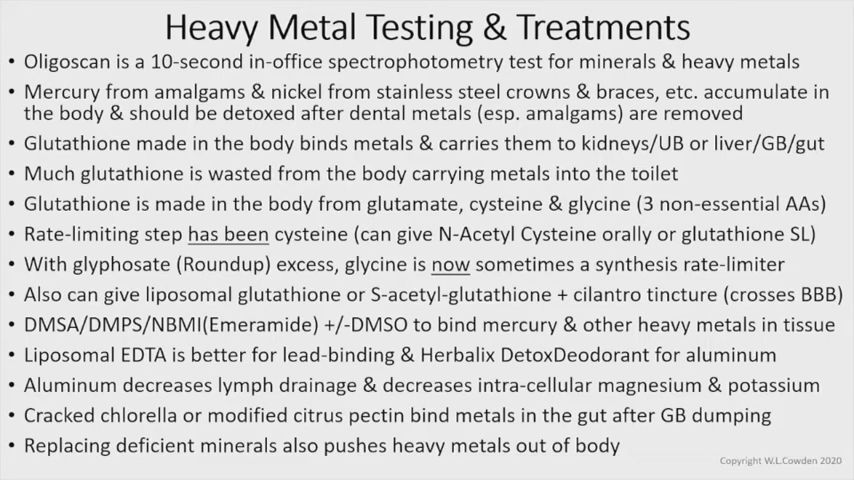 Heavy Metal Testing & Treatments
• Oligoscan is a 10-second in-office spectrophotometry test for minerals & heavy metals
• Mercury from amalgams & nickel from stainless steel crowns & braces, etc. accumulate in
the body & should be detoxed after dental metals (esp. amalgams) are removed
• Glutathione made in the body binds metals & carries them to kidneys/UB or liver/GB/gut
• Much glutathione is wasted from the body carrying metals into the toilet
• Glutathione is made in the body from glutamate, cysteine & glycine (3 non-essential AAs)
• Rate-limiting step has been cysteine (can give N-Acetyl Cysteine orally or glutathione SL)
• With glyphosate (Roundup) excess, glycine is now sometimes a synthesis rate-limiter
• Also can give liposomal glutathione or S-acetyl-glutathione + cilantro tincture (crosses BBB)
• DMSA/DMPS/NBMI(Emeramide) +/-DMSO to bind mercury & other heavy metals in tissue
• Liposomal EDTA is better for lead-binding & Herbalix DetoxDeodorant for aluminum
• Aluminum decreases lymph drainage & decreases intra-cellular magnesium & potassium
• Cracked chlorella or modified citrus pectin bind metals in the gut after GB dumping
• Replacing deficient minerals also pushes heavy metals out of body
Copyright W.L.Cowden 2020